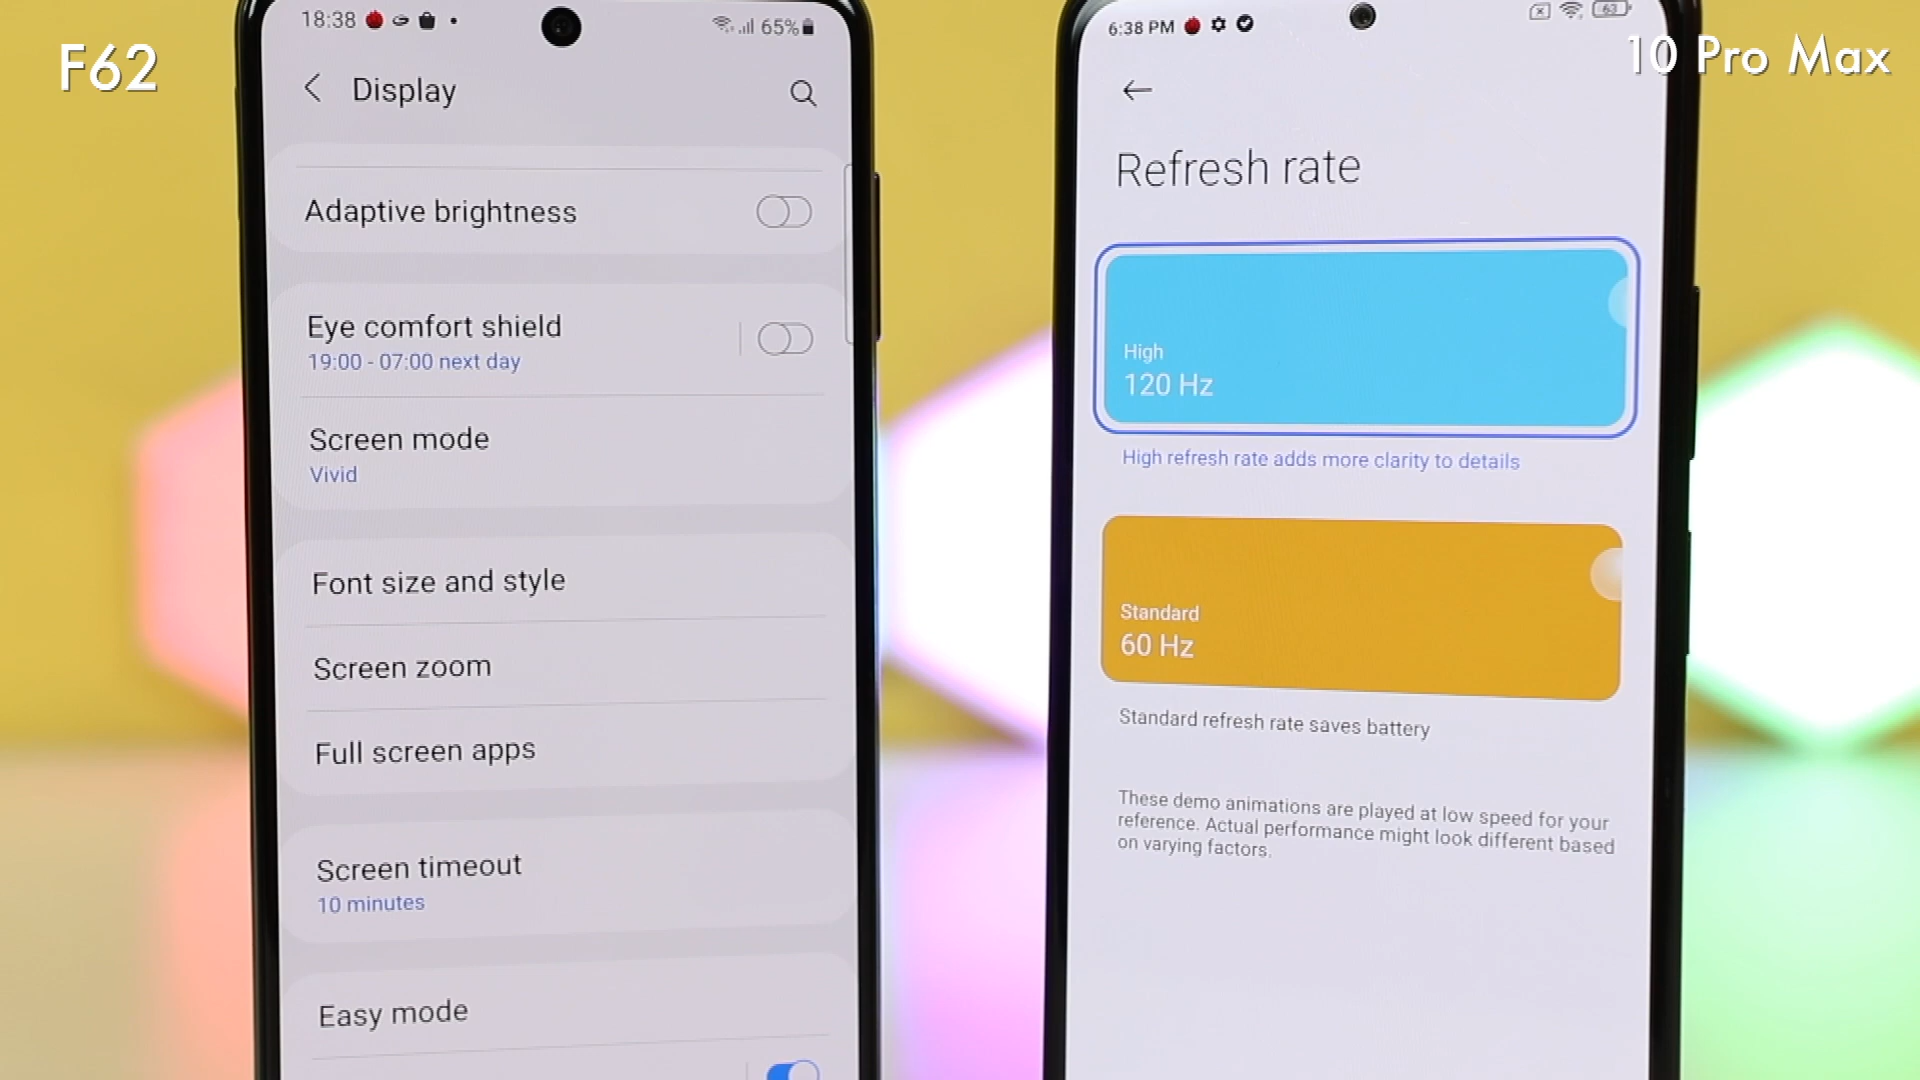 F62
18:38
65%
Display
Adaptive brightness
Eye comfort shield
19:00 - 07:00 next day
Screen mode
Vivid
Font size and style
Screen zoom
Full screen apps
Screen timeout
10 minutes
Easy mode
10 Pro Max
6:38 PM
63
Refresh rate
High
120 Hz
High refresh rate adds more clarity to details
Standard
60 Hz
Standard refresh rate saves battery
These demo animations are played at low speed for your
reference. Actual performance might look different based
on varying factors.